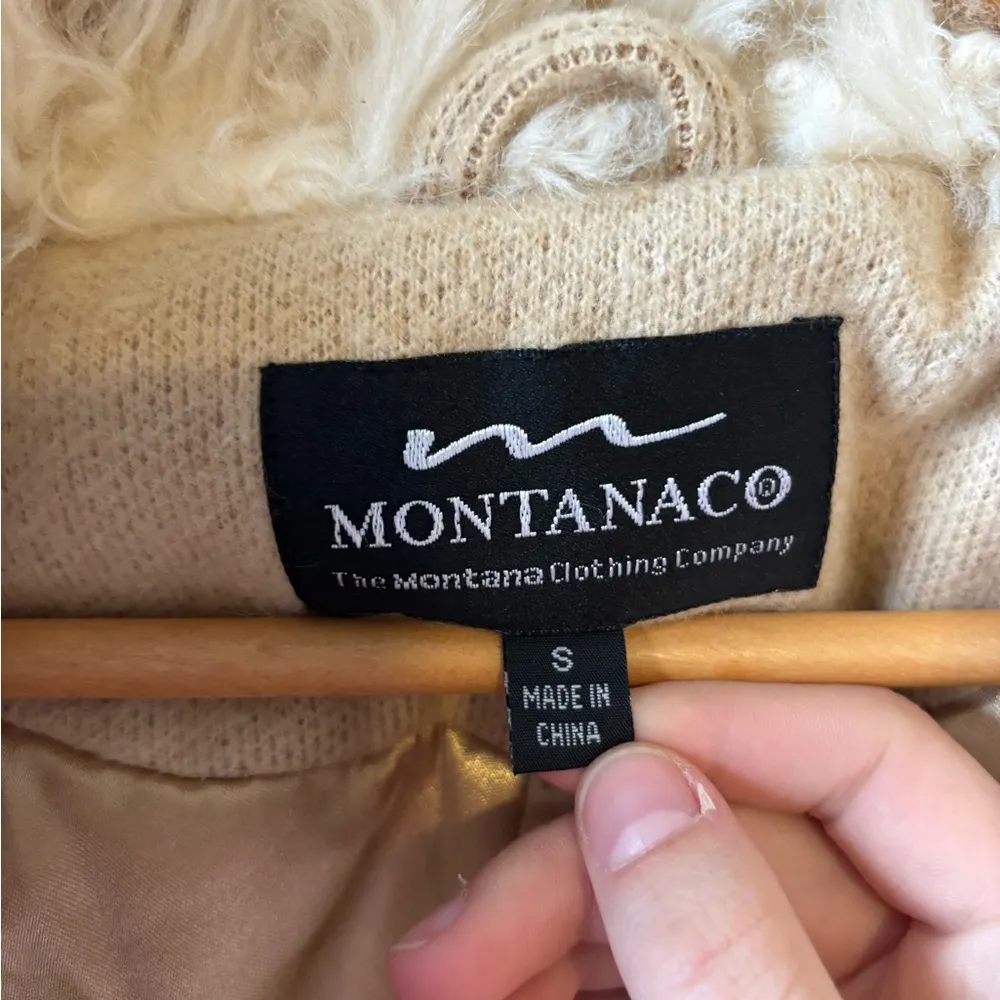 MONTANACO®
The Montana Clothing Company
S
MADE IN
CHINA